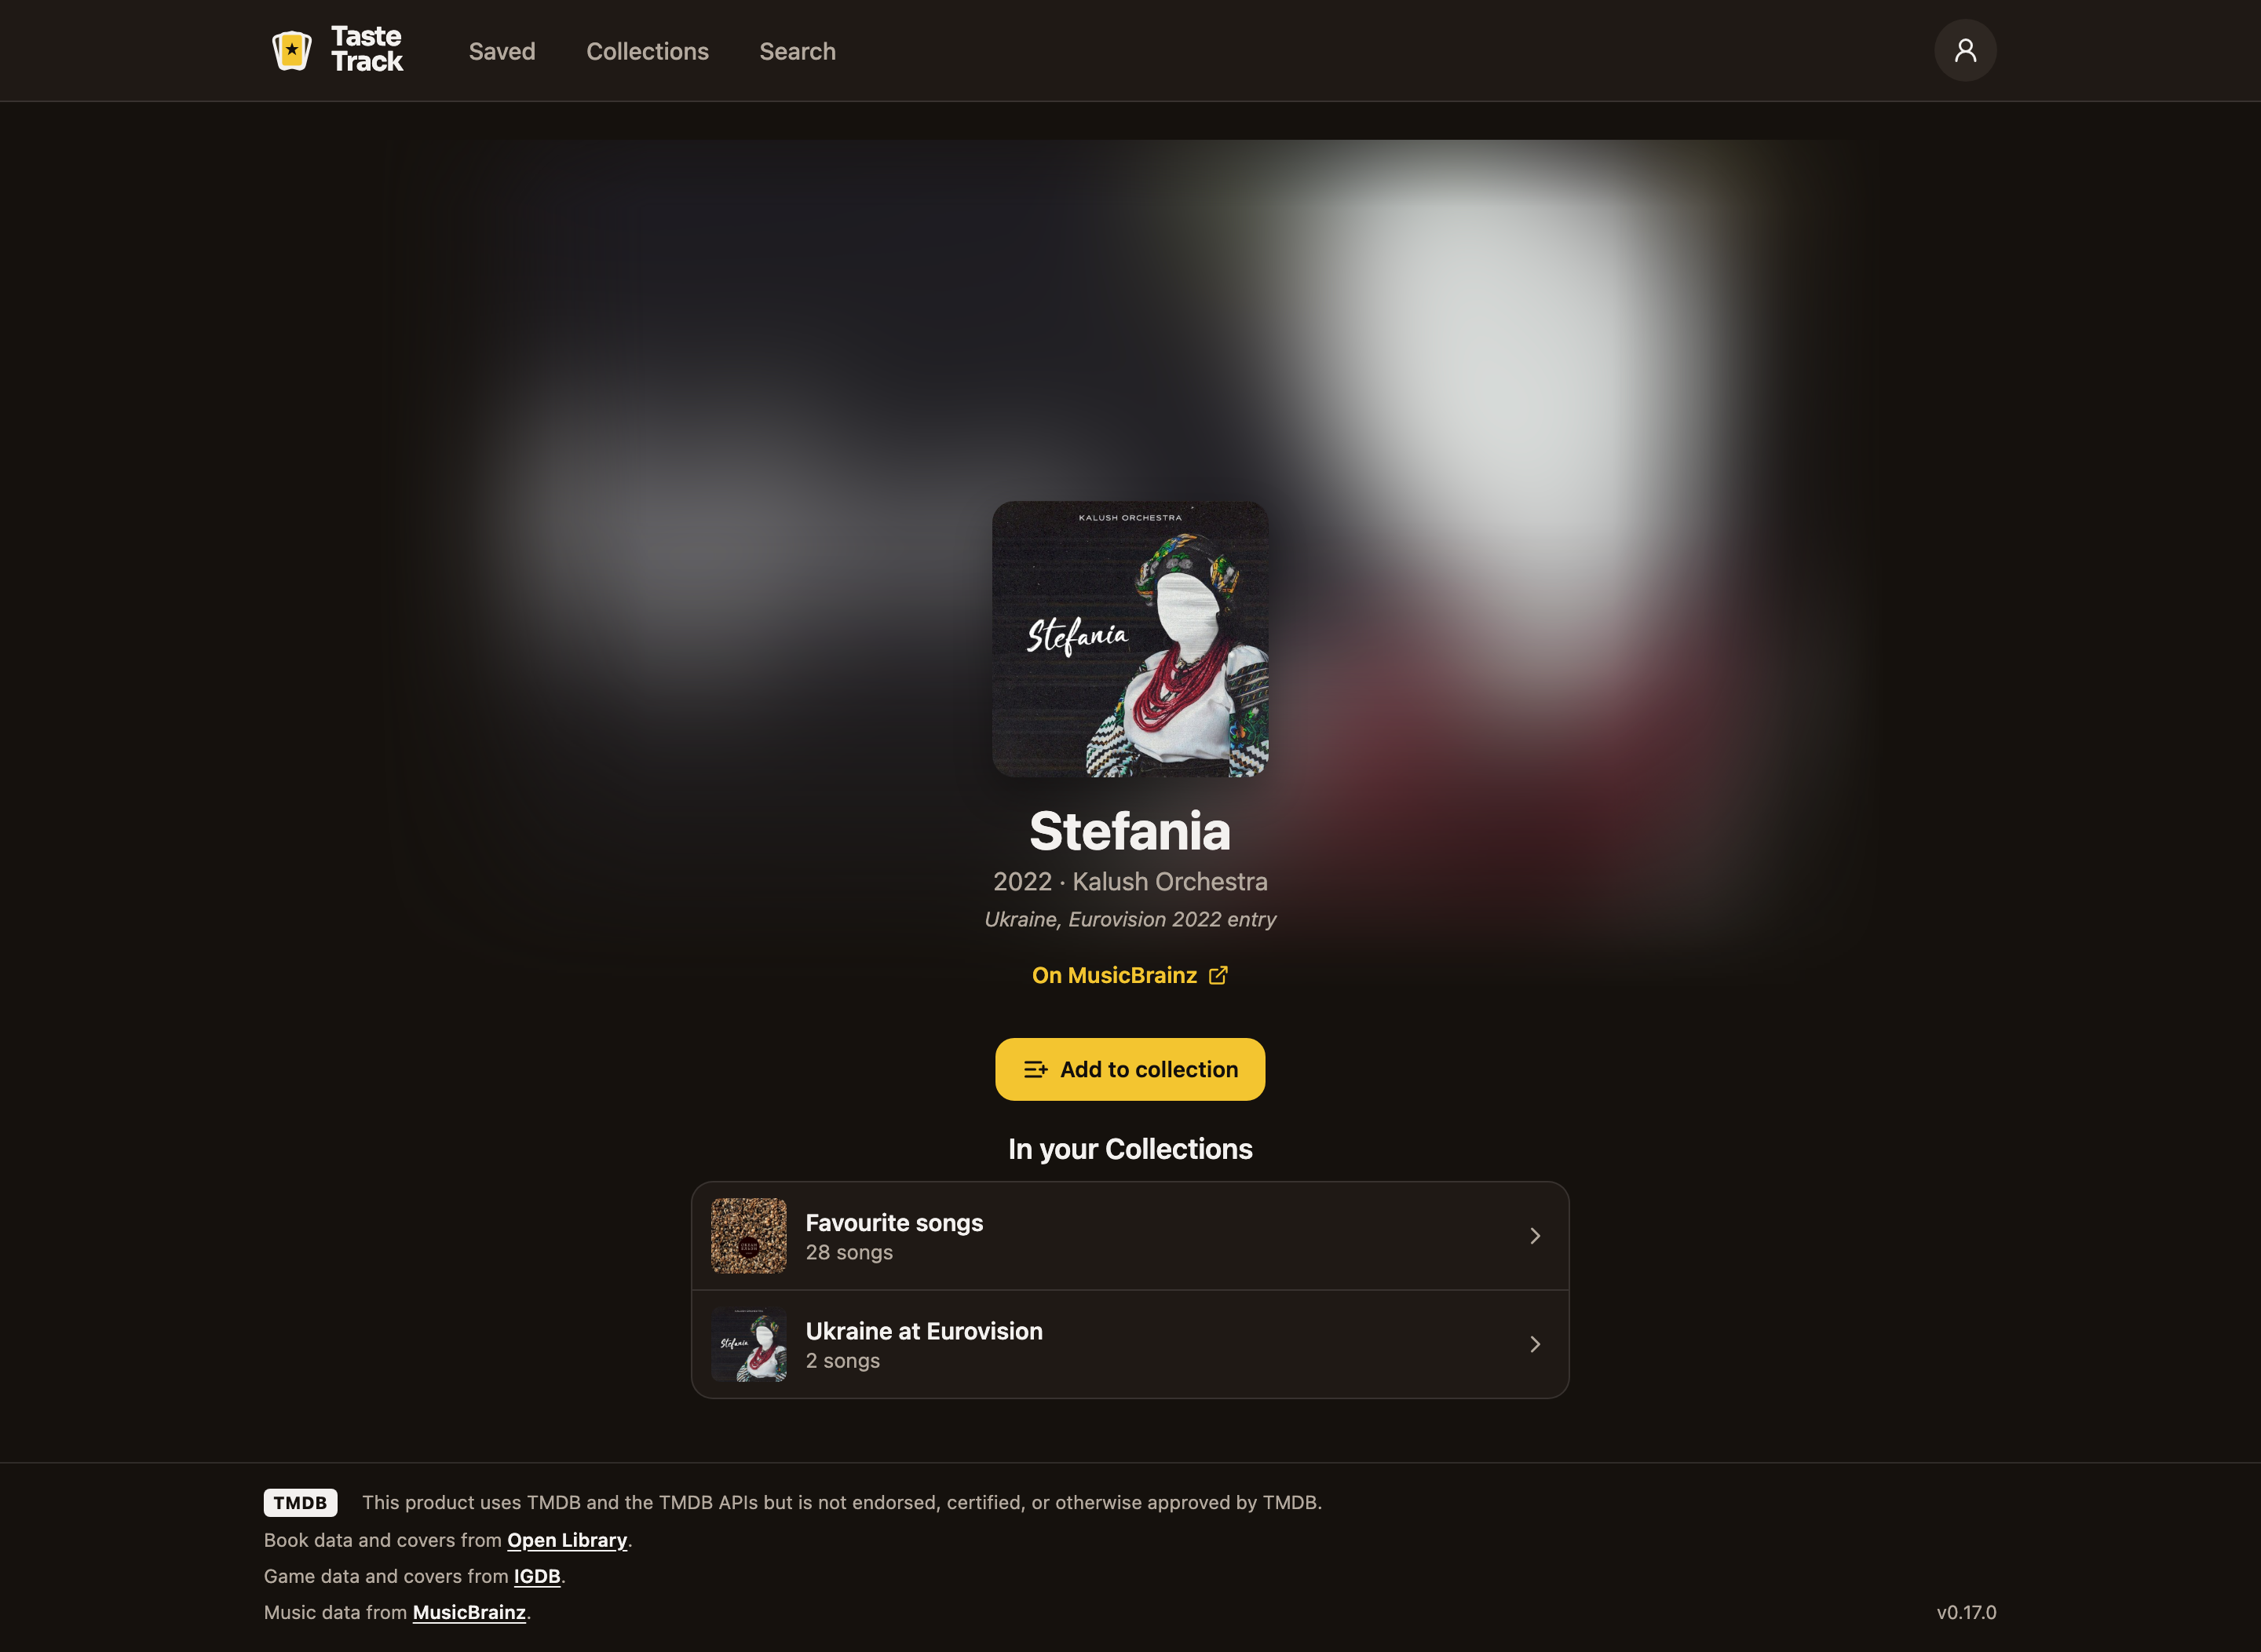 Taste
Track
Saved
Collections
Search
KALUSH ORCHESTRA
Stefania
Stefania
2022 · Kalush Orchestra
Ukraine, Eurovision 2022 entry
On MusicBrainz
Add to collection
In your Collections
Favourite songs
28 songs
Stefania
Ukraine at Eurovision
2 songs
TMDB This product uses TMDB and the TMDB APIs but is not endorsed, certified, or otherwise approved by TMDB.
Book data and covers from Open Library.
Game data and covers from IGDB.
Music data from MusicBrainz.
v0.17.0